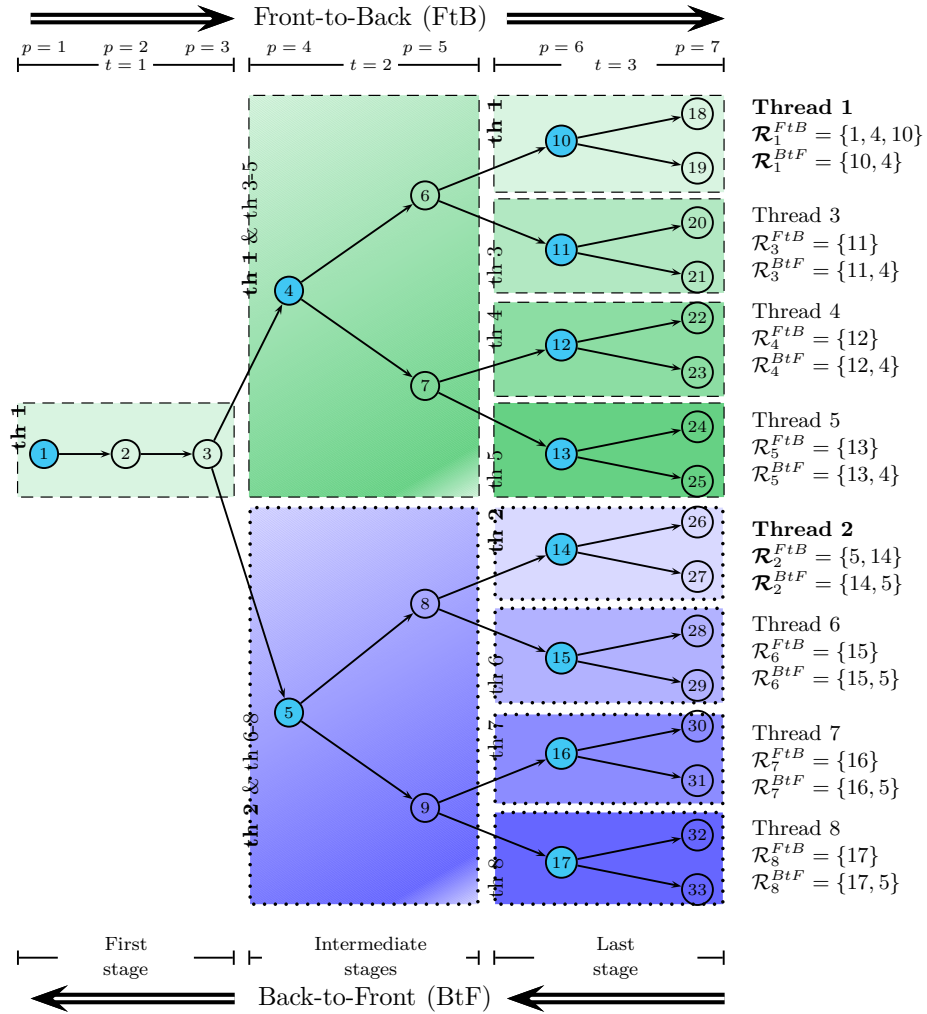 Front-to-Back (FtB)
p = 1 p = 2 p = 3 p = 4 p = 5 p = 6 p = 7
t = 1 t = 2 t = 3
th 1
th 1 & th 3-5
th 1
th 3
th 4
th 5
th 2 & th 6-8
th 2
th 6
th 7
th 8
1
2
3
4
5
6
7
8
9
10
11
12
13
14
15
16
17
18
19
20
21
22
23
24
25
26
27
28
29
30
31
32
33
Thread 1
𝓡₁^{FtB} = {1, 4, 10}
𝓡₁^{BtF} = {10, 4}
Thread 3
ℛ₃^{FtB} = {11}
ℛ₃^{BtF} = {11, 4}
Thread 4
ℛ₄^{FtB} = {12}
ℛ₄^{BtF} = {12, 4}
Thread 5
ℛ₅^{FtB} = {13}
ℛ₅^{BtF} = {13, 4}
Thread 2
𝓡₂^{FtB} = {5, 14}
𝓡₂^{BtF} = {14, 5}
Thread 6
ℛ₆^{FtB} = {15}
ℛ₆^{BtF} = {15, 5}
Thread 7
ℛ₇^{FtB} = {16}
ℛ₇^{BtF} = {16, 5}
Thread 8
ℛ₈^{FtB} = {17}
ℛ₈^{BtF} = {17, 5}
First
stage
Intermediate
stages
Last
stage
Back-to-Front (BtF)